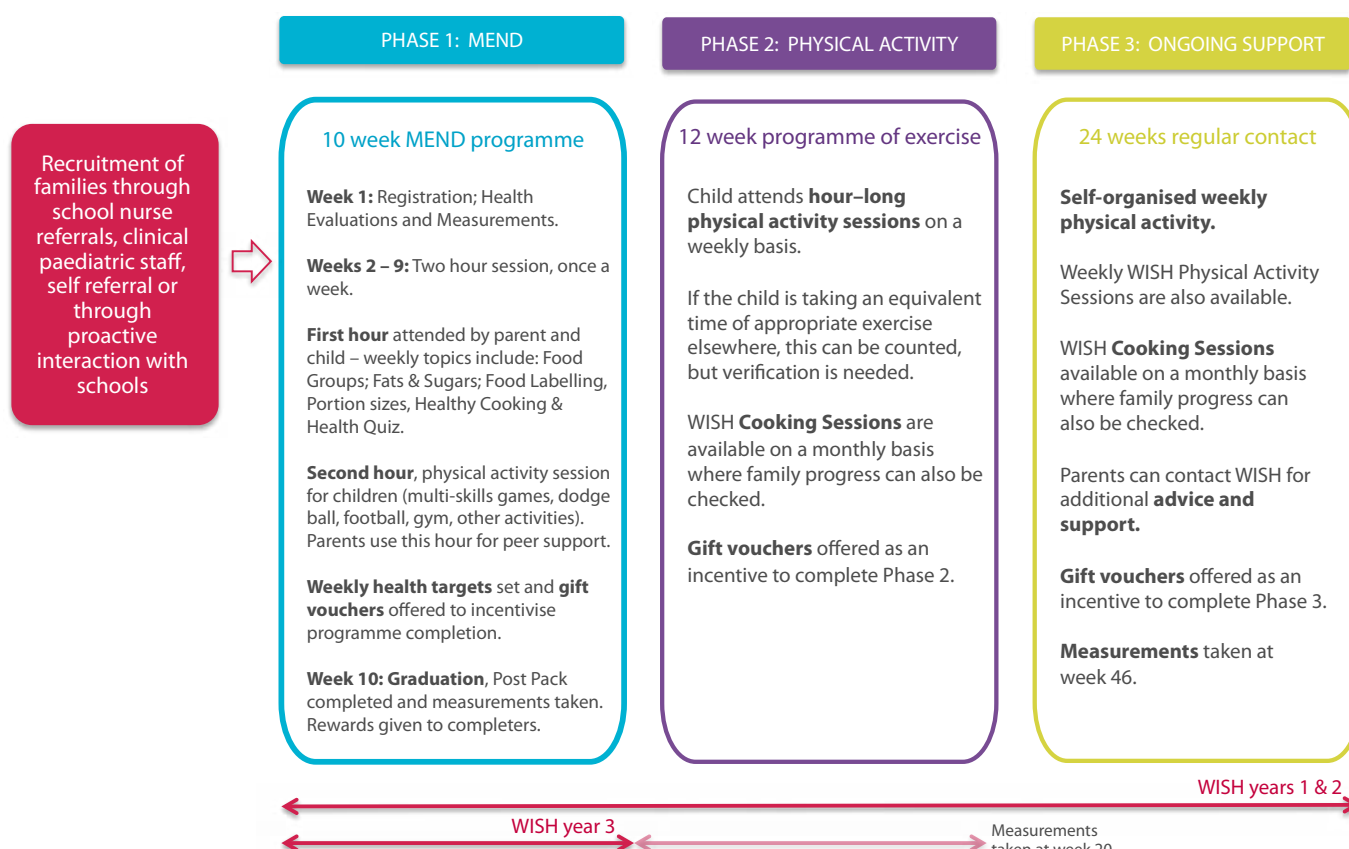 PHASE 1: MEND
PHASE 2: PHYSICAL ACTIVITY
PHASE 3: ONGOING SUPPORT
Recruitment of
families through
school nurse
referrals, clinical
paediatric staff,
self referral or
through
proactive
interaction with
schools
10 week MEND programme
Week 1: Registration; Health
Evaluations and Measurements.
Weeks 2 – 9: Two hour session, once a
week.
First hour attended by parent and
child – weekly topics include: Food
Groups; Fats & Sugars; Food Labelling,
Portion sizes, Healthy Cooking &
Health Quiz.
Second hour, physical activity session
for children (multi-skills games, dodge
ball, football, gym, other activities).
Parents use this hour for peer support.
Weekly health targets set and gift
vouchers offered to incentivise
programme completion.
Week 10: Graduation, Post Pack
completed and measurements taken.
Rewards given to completers.
12 week programme of exercise
Child attends hour–long
physical activity sessions on a
weekly basis.
If the child is taking an equivalent
time of appropriate exercise
elsewhere, this can be counted,
but verification is needed.
WISH Cooking Sessions are
available on a monthly basis
where family progress can also be
checked.
Gift vouchers offered as an
incentive to complete Phase 2.
24 weeks regular contact
Self-organised weekly
physical activity.
Weekly WISH Physical Activity
Sessions are also available.
WISH Cooking Sessions
available on a monthly basis
where family progress can
also be checked.
Parents can contact WISH for
additional advice and
support.
Gift vouchers offered as an
incentive to complete Phase 3.
Measurements taken at
week 46.
WISH years 1 & 2
WISH year 3
Measurements
taken at week 20